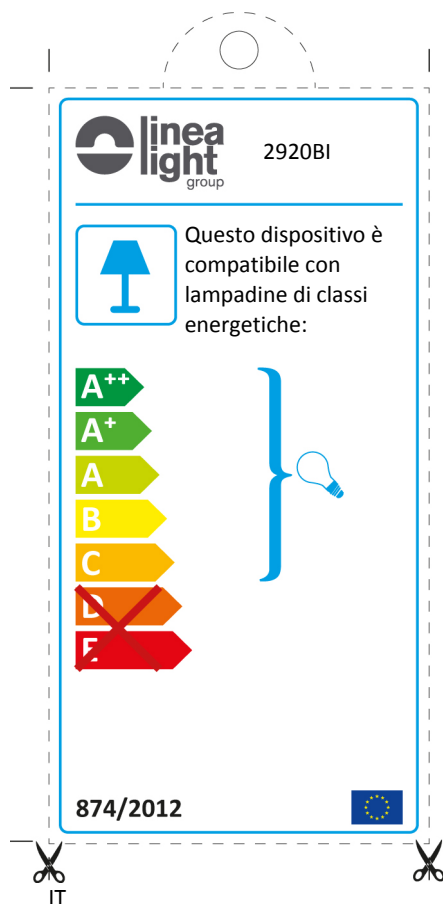 linea
light
group
2920BI
Questo dispositivo è
compatibile con
lampadine di classi
energetiche:
A++
A+
A
B
C
D
E
874/2012
IT